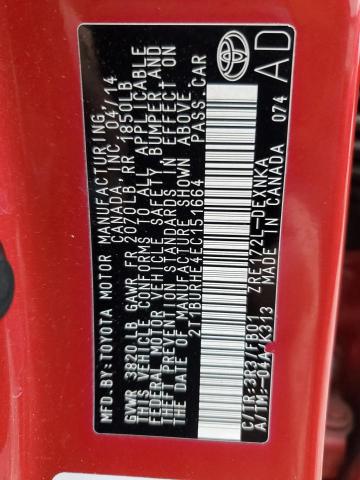 MFD. BY: TOYOTA MOTOR MANUFACTURING
CANADA, INC. 04/14
GVWR 3820LB GAWR FR 2070LB RR 1850LB
THIS VEHICLE CONFORMS TO ALL APPLICABLE
FEDERAL MOTOR VEHICLE SAFETY, BUMPER, AND
THEFT PREVENTION STANDARDS IN EFFECT ON
THE DATE OF MANUFACTURE SHOWN ABOVE.
2T1BURHE4EC151664 PASS. CAR
C/TR: 3R3/FB01 ZRE172L-DEXNKA
A/TM: -04A/K313 MADE IN CANADA
074
AD